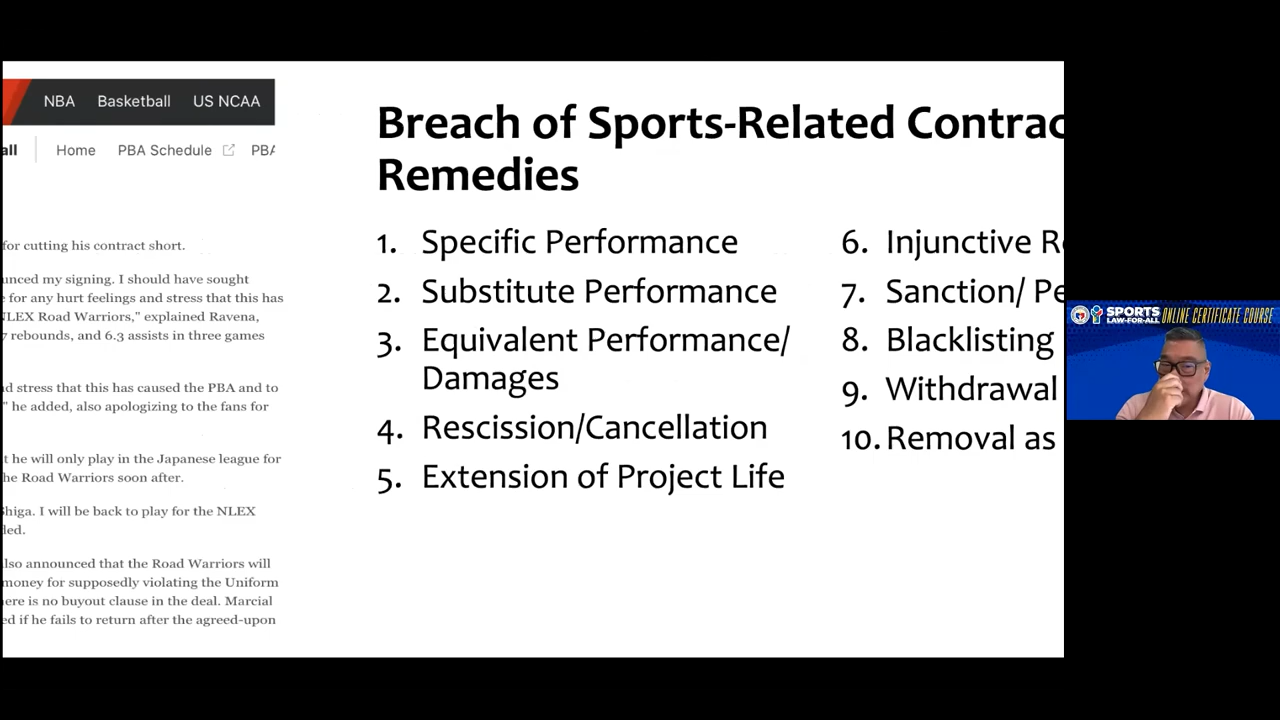 NBA Basketball US NCAA
all Home PBA Schedule PBA
for cutting his contract short.
unced my signing. I should have sought
e for any hurt feelings and stress that this has
NLEX Road Warriors," explained Ravena,
7 rebounds, and 6.3 assists in three games
nd stress that this has caused the PBA and to
" he added, also apologizing to the fans for
t he will only play in the Japanese league for
he Road Warriors soon after.
Shiga. I will be back to play for the NLEX
ded.
also announced that the Road Warriors will
money for supposedly violating the Uniform
here is no buyout clause in the deal. Marcial
ed if he fails to return after the agreed-upon
Breach of Sports-Related Contrac
Remedies
1. Specific Performance
2. Substitute Performance
3. Equivalent Performance/
Damages
4. Rescission/Cancellation
5. Extension of Project Life
6. Injunctive R
7. Sanction/ Pe
8. Blacklisting
9. Withdrawal
10. Removal as
SPORTS
LAW-FOR-ALL ONLINE CERTIFICATE COURSE